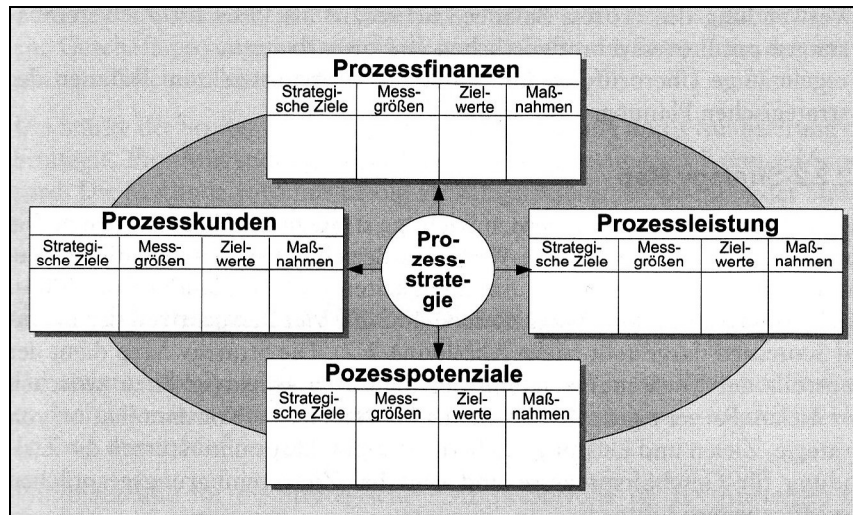 Prozessfinanzen
Strategi-
sche Ziele
Mess-
größen
Ziel-
werte
Maß-
nahmen
Prozesskunden
Strategi-
sche Ziele
Mess-
größen
Ziel-
werte
Maß-
nahmen
Pro-
zess-
strate-
gie
Prozessleistung
Strategi-
sche Ziele
Mess-
größen
Ziel-
werte
Maß-
nahmen
Pozesspotenziale
Strategi-
sche Ziele
Mess-
größen
Ziel-
werte
Maß-
nahmen